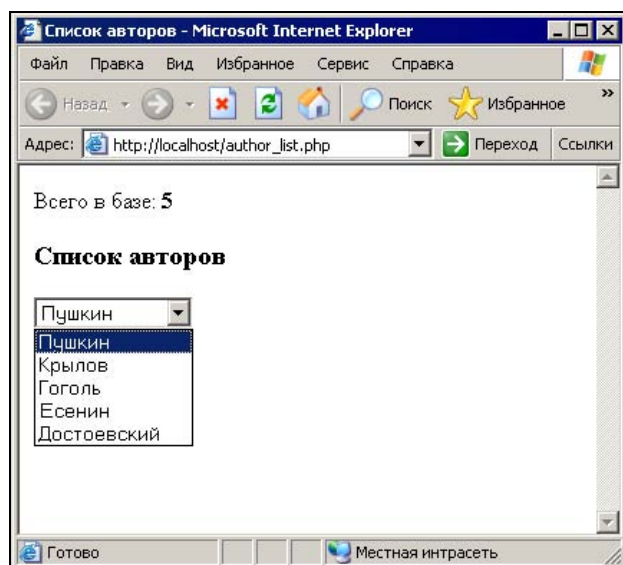 Список авторов - Microsoft Internet Explorer
Файл Правка Вид Избранное Сервис Справка
Назад Поиск Избранное »
Адрес: http://localhost/author_list.php Переход Ссылки
Всего в базе: 5
Список авторов
Пушкин
Пушкин
Крылов
Гоголь
Есенин
Достоевский
Готово Местная интрасеть